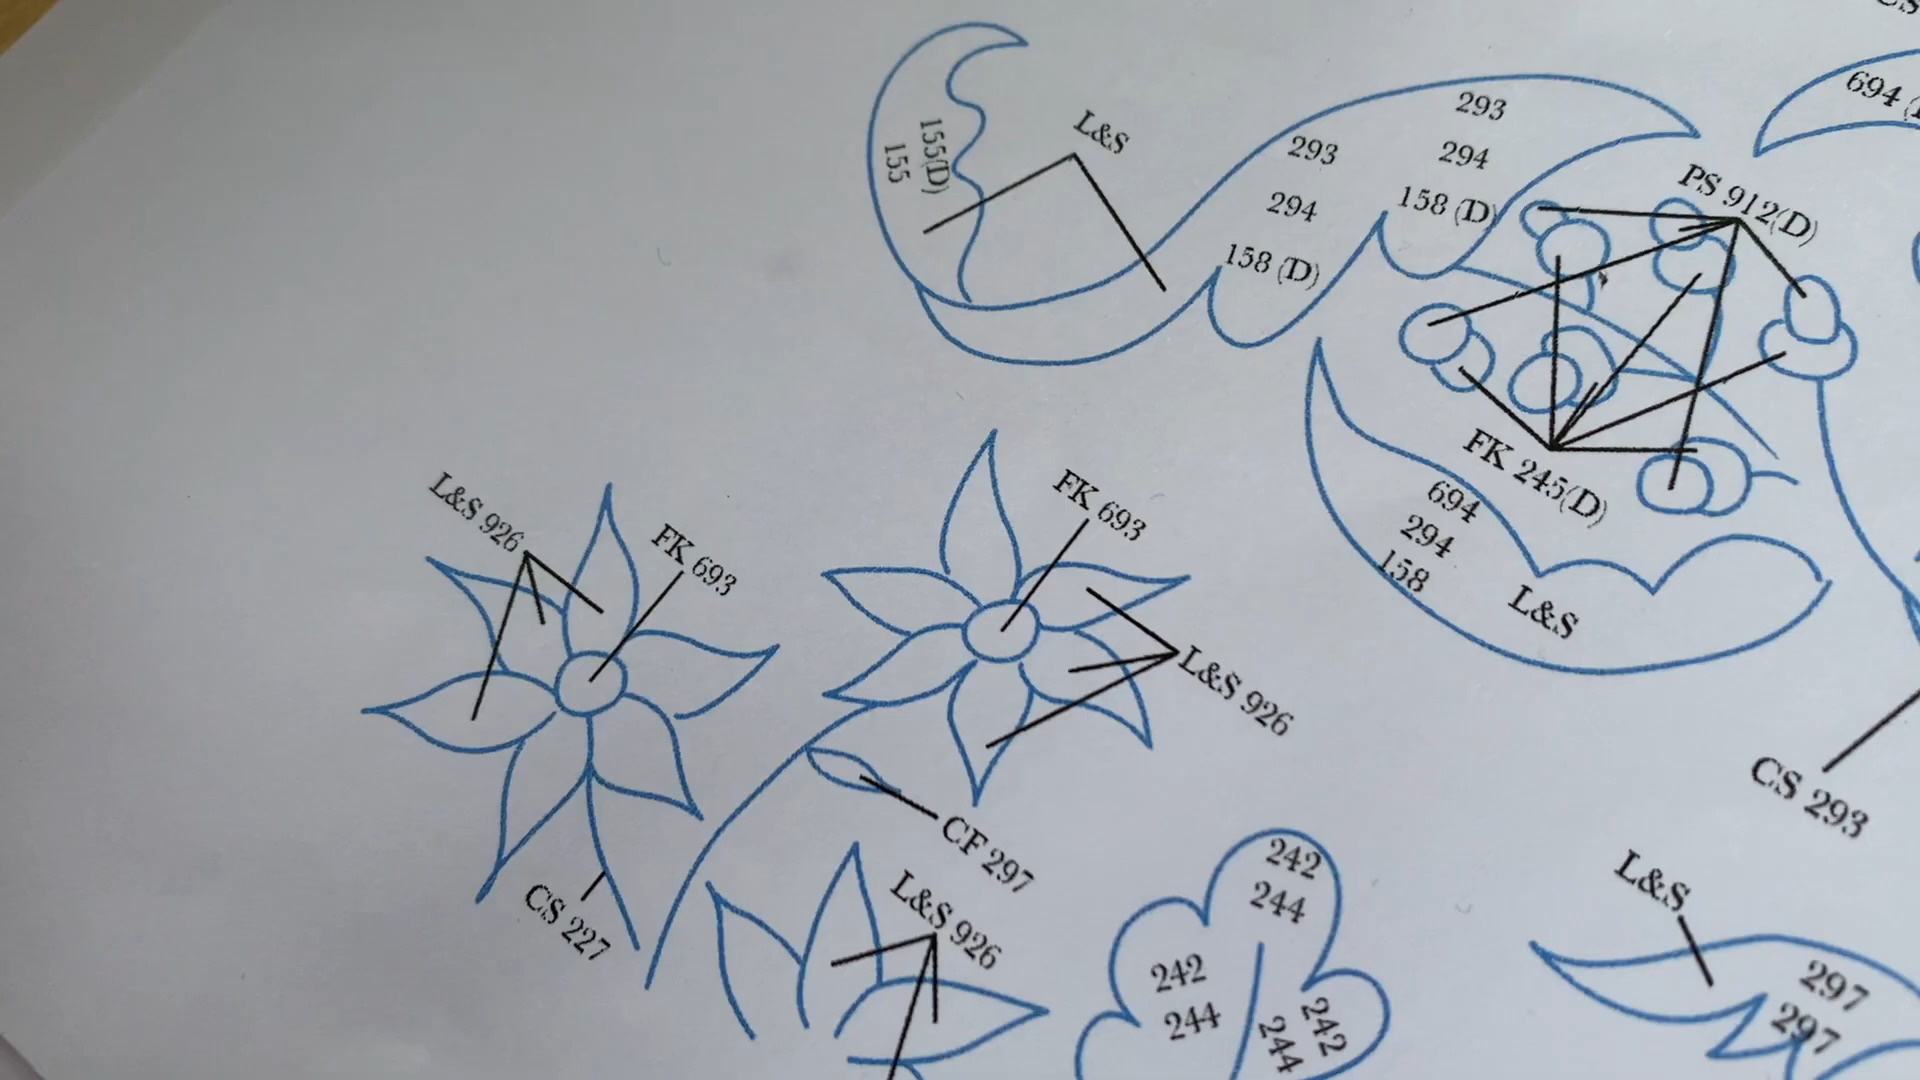 L&S
155(D)
155
293
294
158 (D)
293
294
158 (D)
PS 912(D)
FK 245(D)
694
294
158
L&S
L&S 926
FK 693
FK 693
L&S 926
CS 227
CF 297
L&S 926
242
244
242
244
242
244
CS 293
L&S
297
297
694